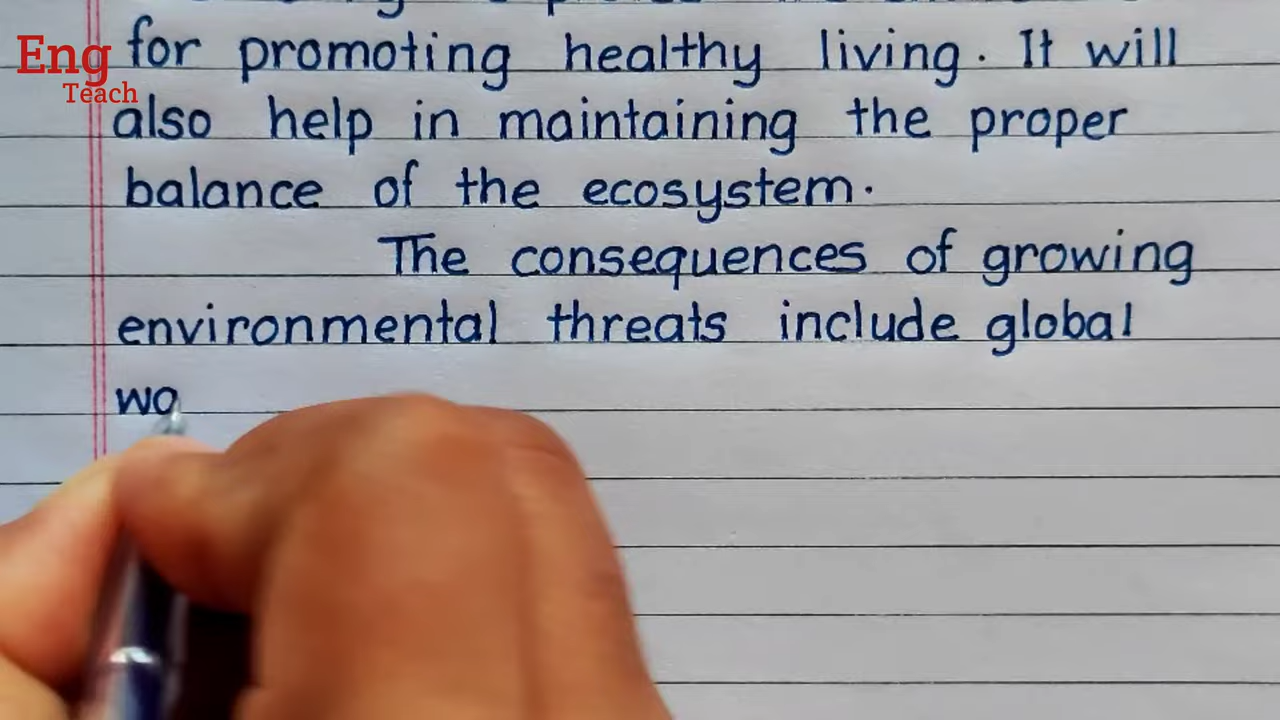 Eng
Teach
for promoting healthy living. It will
also help in maintaining the proper
balance of the ecosystem.
The consequences of growing
environmental threats include global